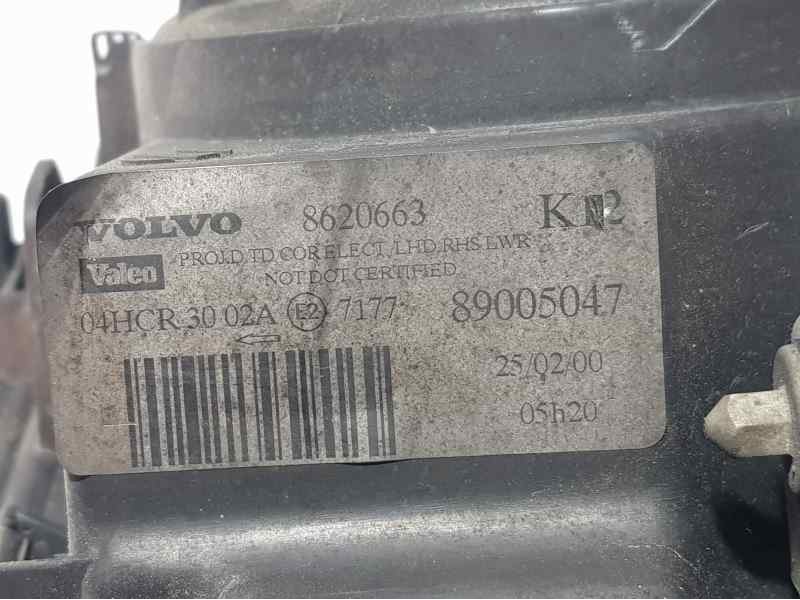 VOLVO 8620663
Valeo PROJ.D TD COR ELECT /LHD RHS LWR
NOT DOT CERTIFIED
04HCR 30 02A E2 7177 89005047
25/02/00
05h20